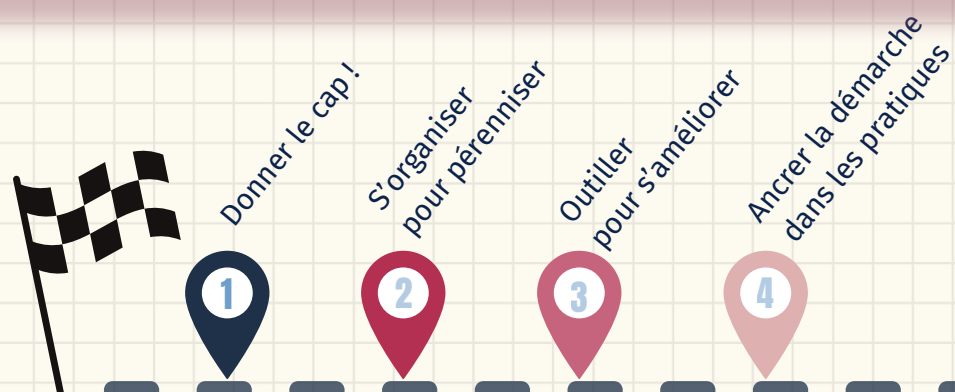 Donner le cap !
S'organiser
pour pérenniser
Outiller
pour s'améliorer
Ancrer la démarche
dans les pratiques
1
2
3
4